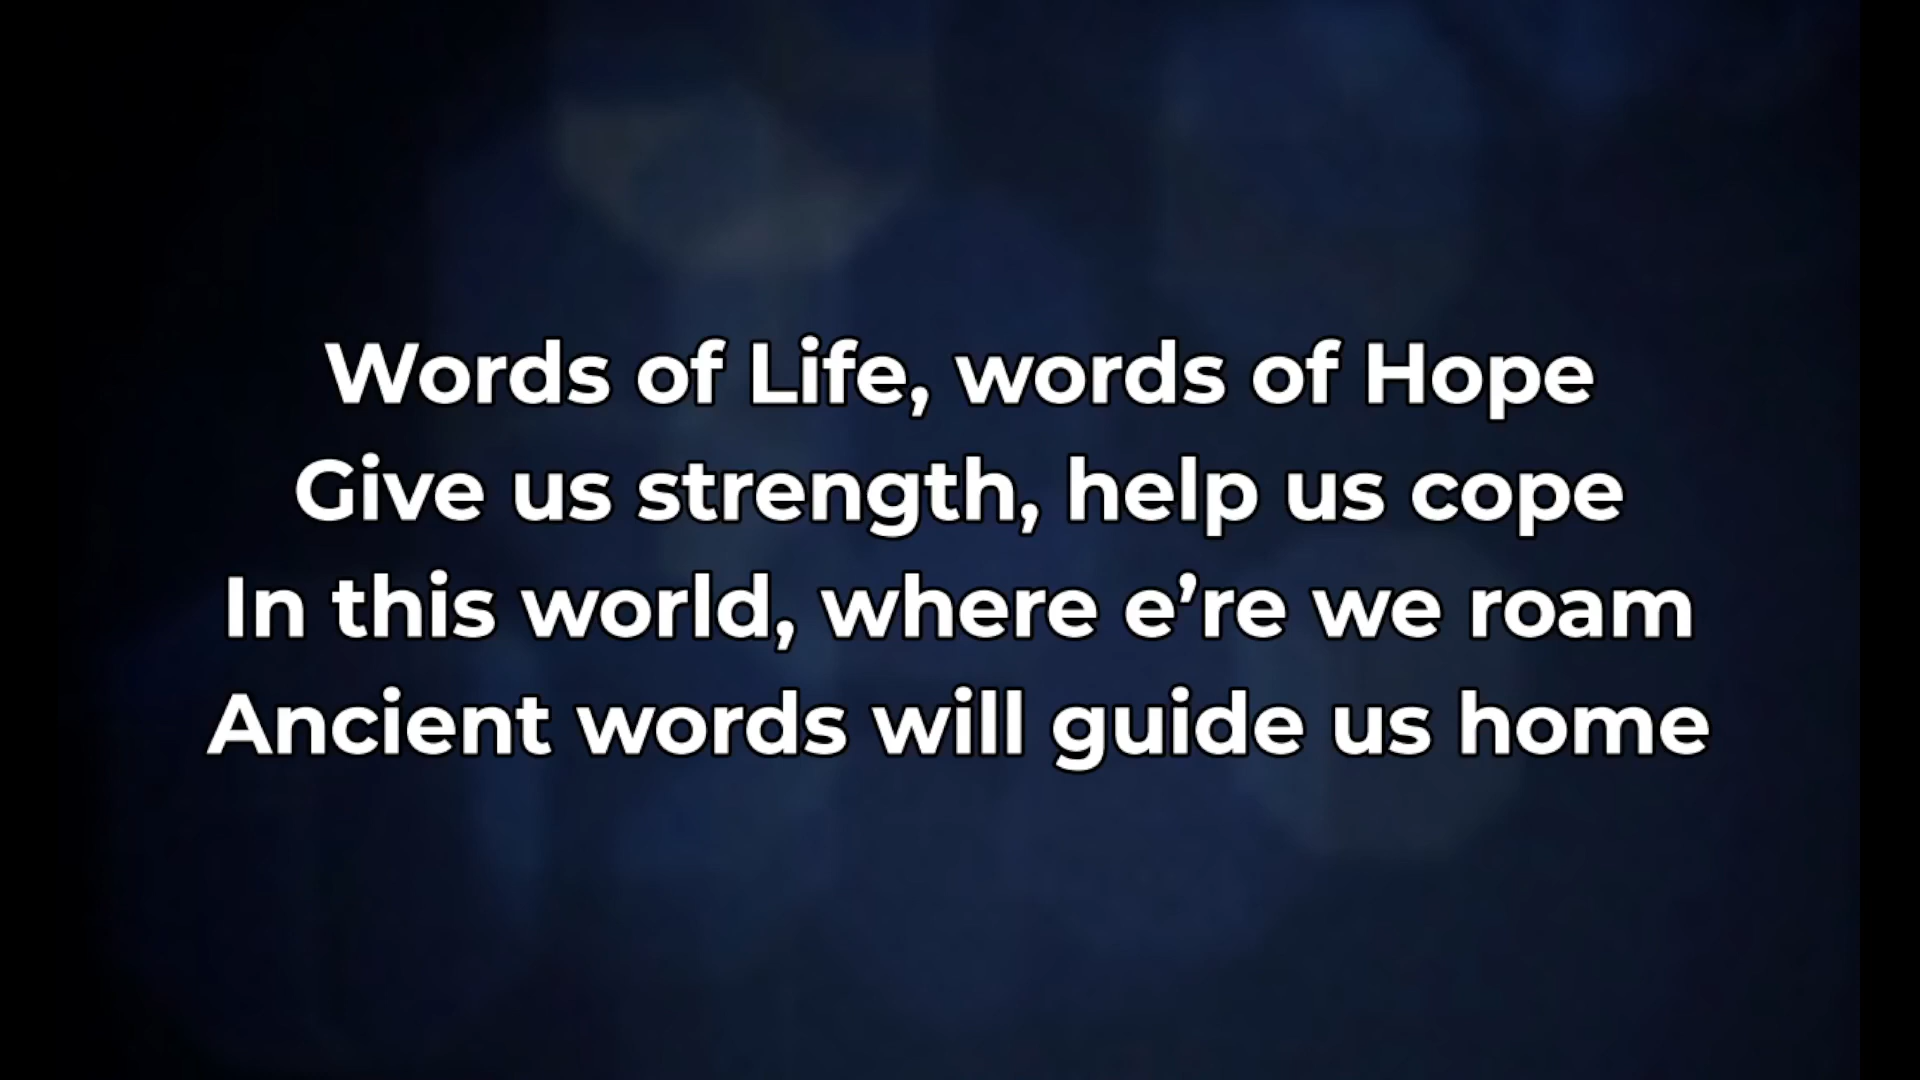 Words of Life, words of Hope
Give us strength, help us cope
In this world, where e’re we roam
Ancient words will guide us home